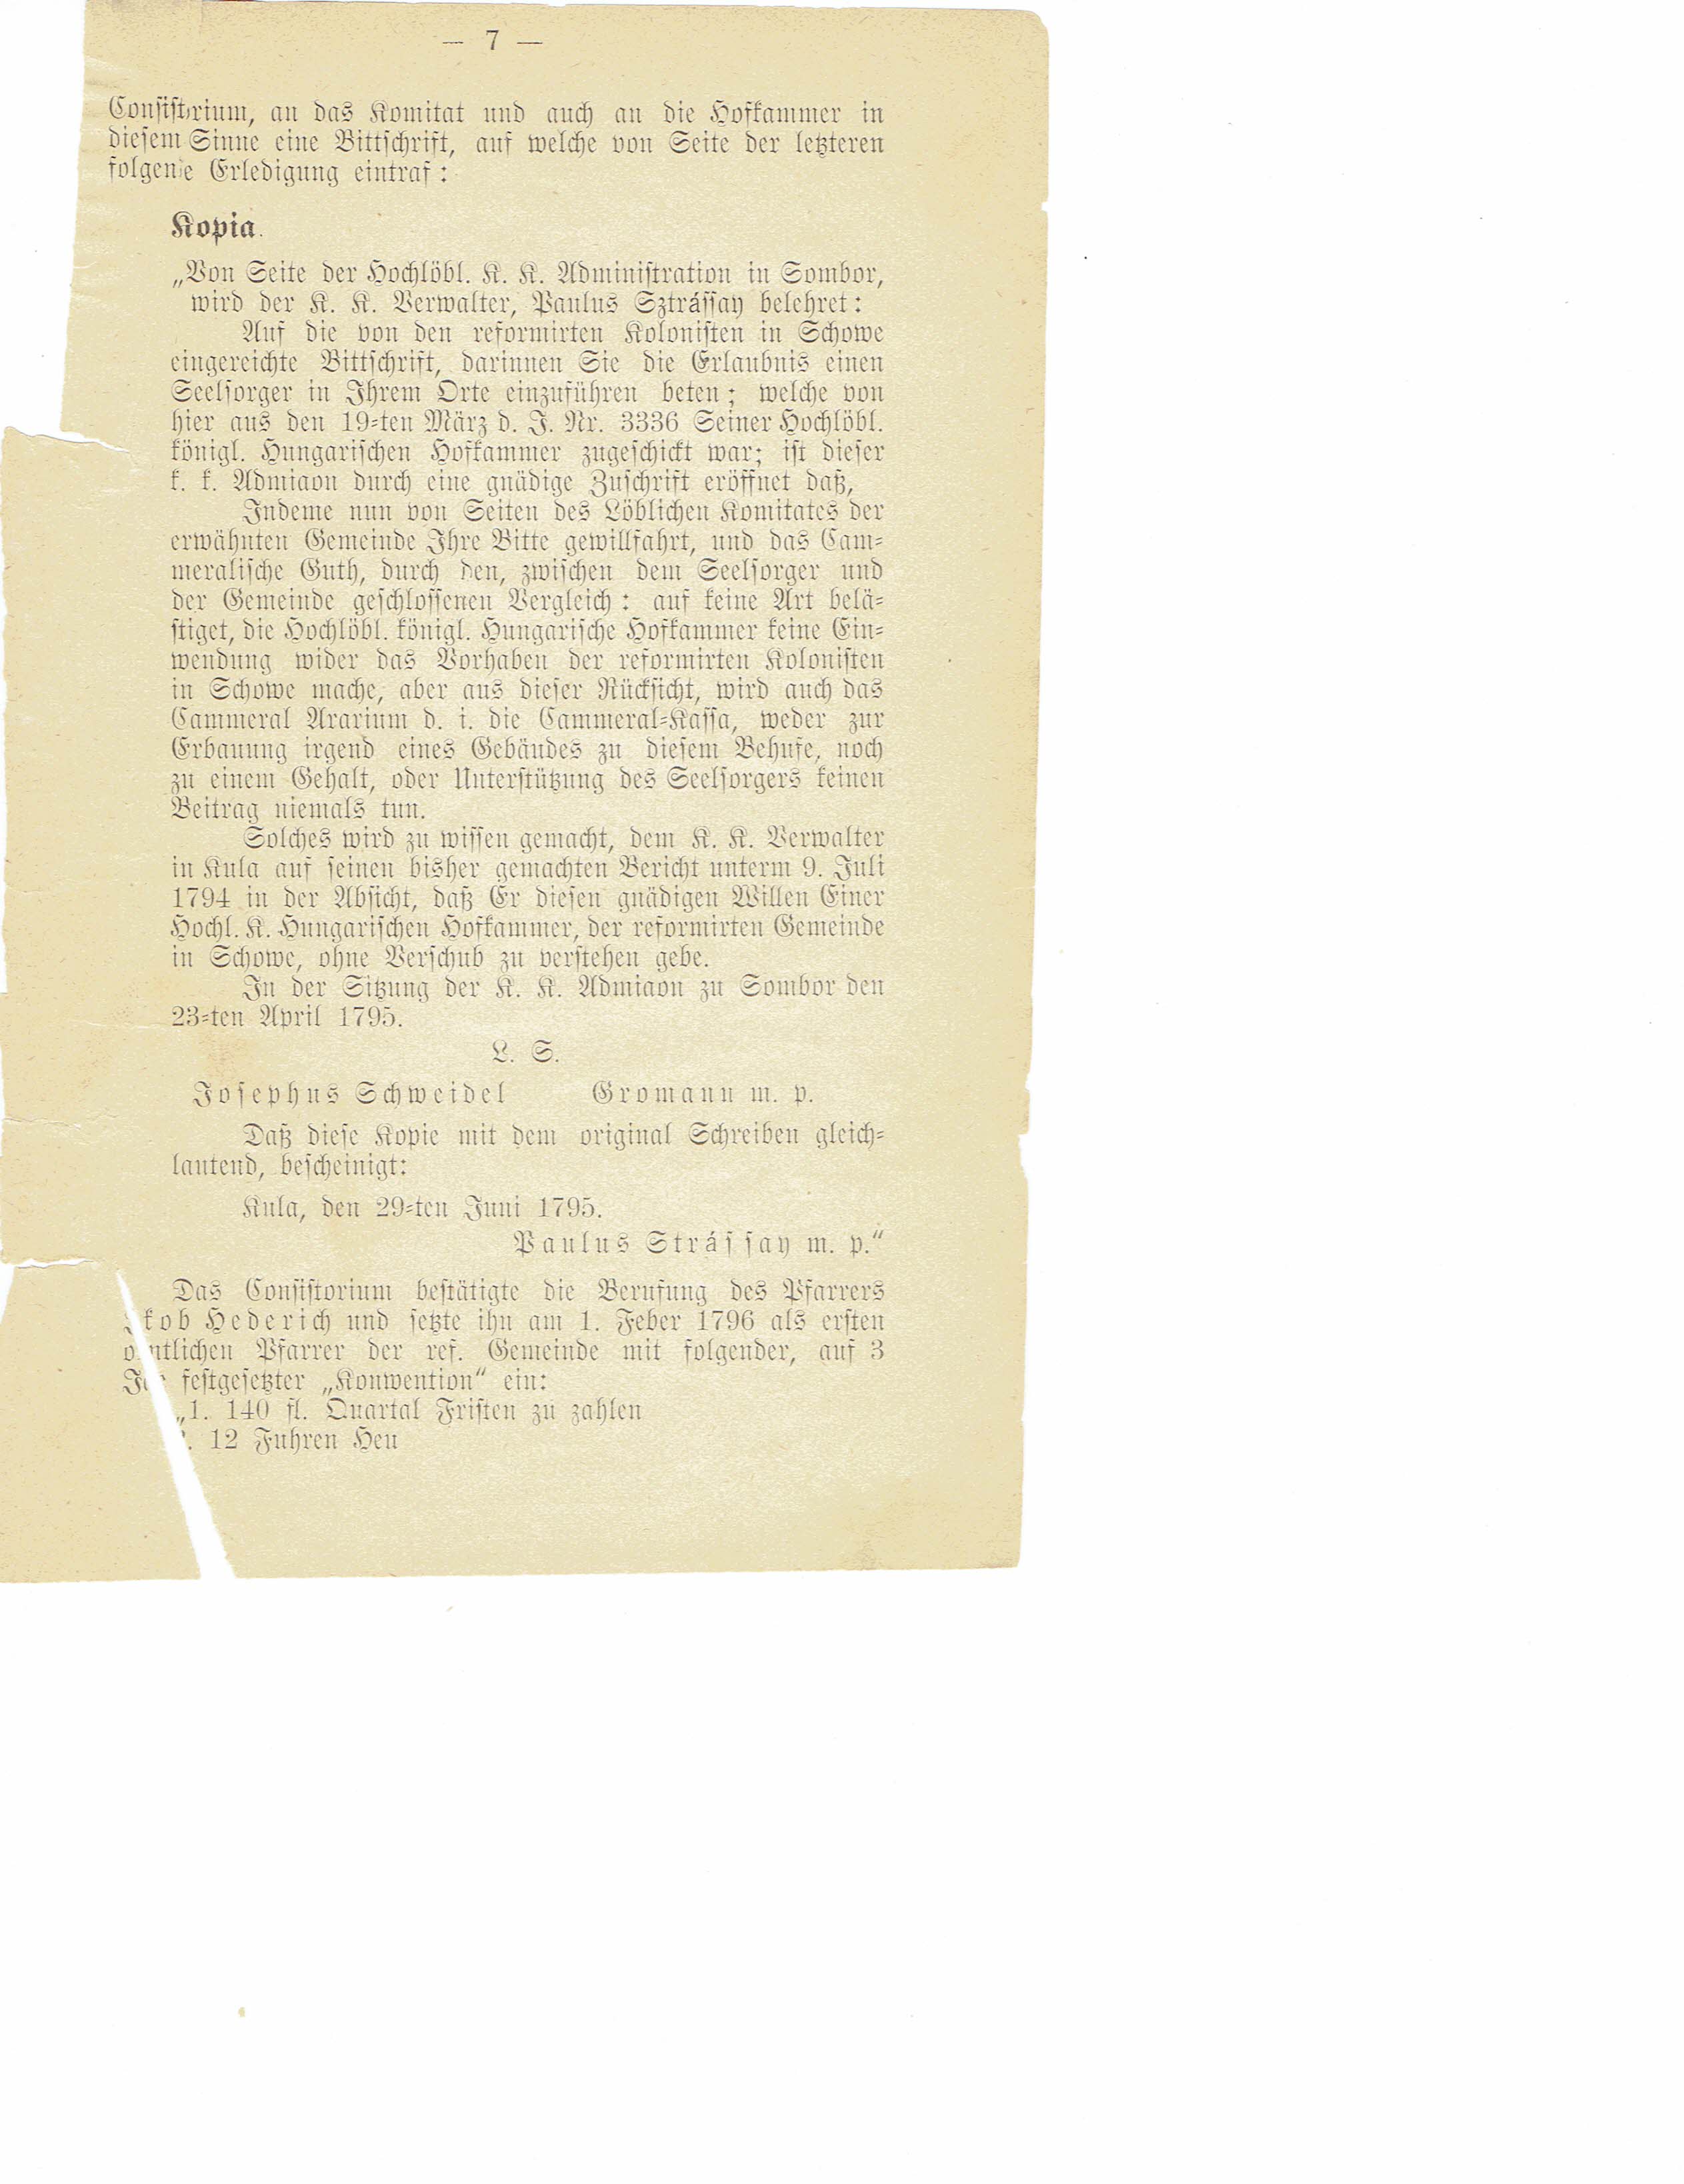 — 7 —
Consistorium, an das Komitat und auch an die Hofkammer in
diesem Sinne eine Bittschrift, auf welche von Seite der letzteren
folgende Erledigung eintraf:
Kopia.
„Von Seite der Hochlöbl. K. K. Administration in Sombor,
wird der K. K. Verwalter, Paulus Sztrássay belehret:
Auf die von den reformirten Kolonisten in Schowe
eingereichte Bittschrift, darinnen Sie die Erlaubnis einen
Seelsorger in Ihrem Orte einzuführen beten; welche von
hier aus den 19=ten März d. J. Nr. 3336 Seiner Hochlöbl.
königl. Hungarischen Hofkammer zugeschickt war; ist dieser
k. k. Admiaon durch eine gnädige Zuschrift eröffnet daß,
Indeme nun von Seiten des Löblichen Komitates der
erwähnten Gemeinde Ihre Bitte gewillfahrt, und das Cam=
meralische Guth, durch den, zwischen dem Seelsorger und
der Gemeinde geschlossenen Vergleich: auf keine Art belä=
stiget, die Hochlöbl. königl. Hungarische Hofkammer keine Ein=
wendung wider das Vorhaben der reformirten Kolonisten
in Schowe mache, aber aus dieser Rücksicht, wird auch das
Cammeral Ararium d. i. die Cammeral=Kassa, weder zur
Erbauung irgend eines Gebäudes zu diesem Behufe, noch
zu einem Gehalt, oder Unterstützung des Seelsorgers keinen
Beitrag niemals tun.
Solches wird zu wissen gemacht, dem K. K. Verwalter
in Kula auf seinen bisher gemachten Bericht unterm 9. Juli
1794 in der Absicht, daß Er diesen gnädigen Willen Einer
Hochl. K. Hungarischen Hofkammer, der reformirten Gemeinde
in Schowe, ohne Verschub zu verstehen gebe.
In der Sitzung der K. K. Admiaon zu Sombor den
23=ten April 1795.
L. S.
Josephus Schweidel Gromann m. p.
Daß diese Kopie mit dem original Schreiben gleich=
lautend, bescheinigt:
Kula, den 29=ten Juni 1795.
Paulus Strássay m. p.“
Das Consistorium bestätigte die Berufung des Pfarrers
Hederich und setzte ihn am 1. Feber 1796 als ersten
Pfarrer der ref. Gemeinde mit folgender, auf 3
festgesetzter „Konvention“ ein:
„1. 140 fl. Quartal Fristen zu zahlen
2. 12 Fuhren Heu